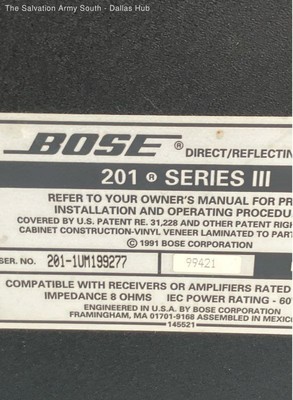 The Salvation Army South - Dallas Hub
BOSE® DIRECT/REFLECTIN
201 ® SERIES III
REFER TO YOUR OWNER'S MANUAL FOR PR
INSTALLATION AND OPERATING PROCEDU
COVERED BY U.S. PATENT RE. 31,228 AND OTHER PATENT RIGH
CABINET CONSTRUCTION-VINYL VENEER LAMINATED TO PARTI
© 1991 BOSE CORPORATION
SER. NO. 201-1UM199277 99421
COMPATIBLE WITH RECEIVERS OR AMPLIFIERS RATED
IMPEDANCE 8 OHMS IEC POWER RATING - 60
ENGINEERED IN U.S.A. BY BOSE CORPORATION
FRAMINGHAM, MA 01701-9168 ASSEMBLED IN MEXICO
145521